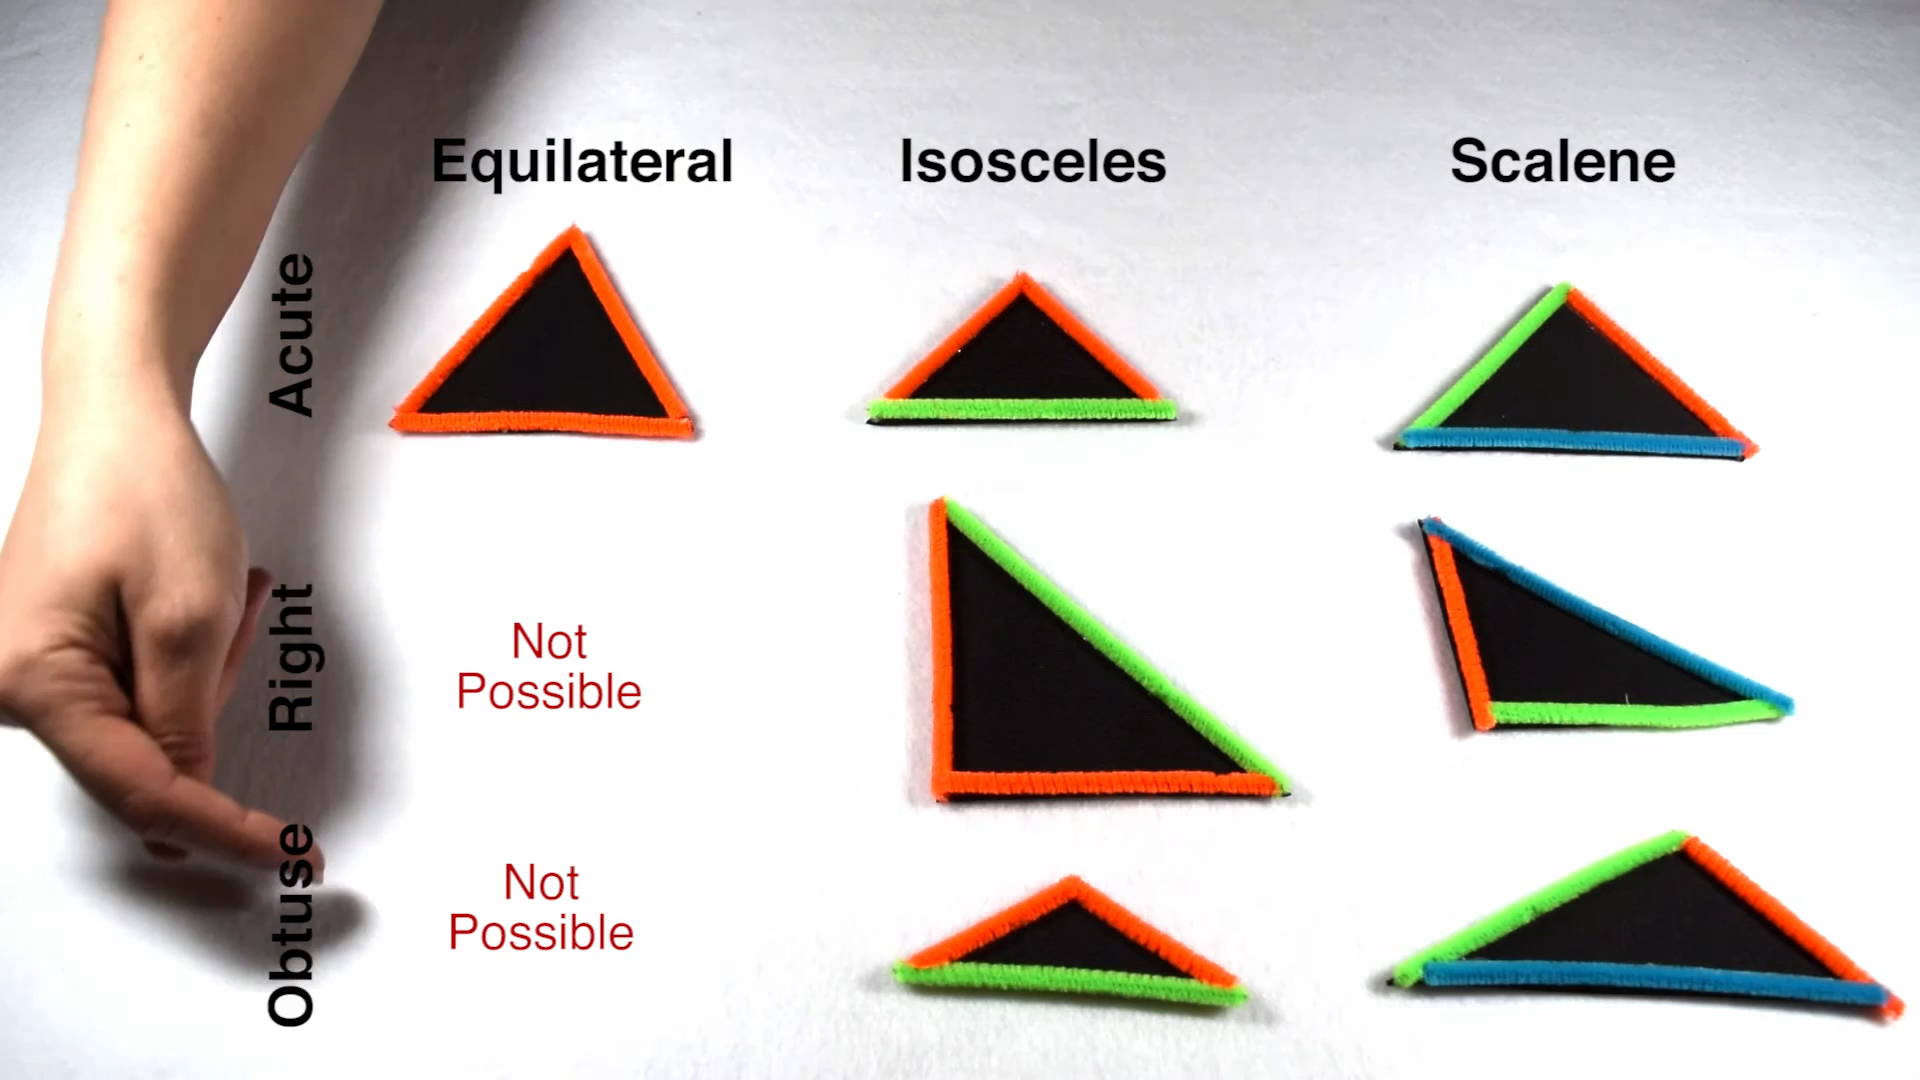 Equilateral Isosceles Scalene
Acute
Right
Not
Possible
Obtuse
Not
Possible